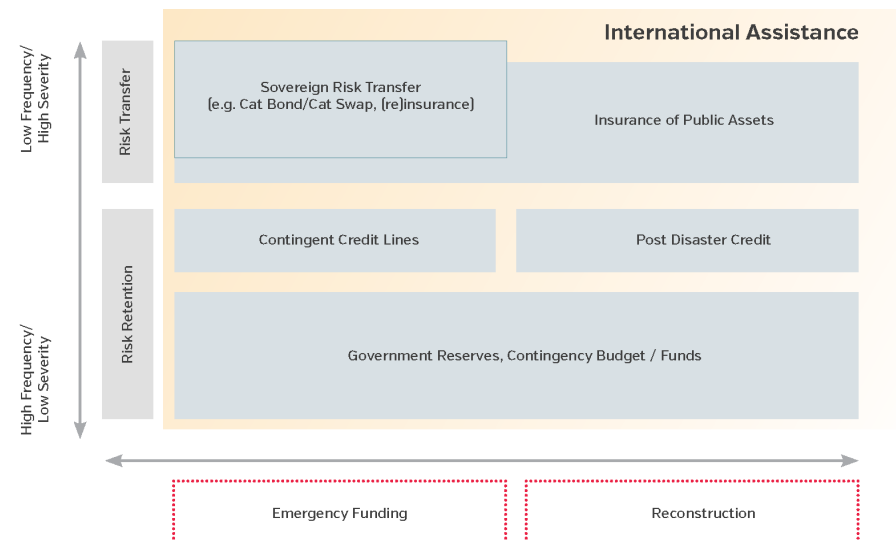 International Assistance
Low Frequency/
High Severity
Risk Transfer
Sovereign Risk Transfer
(e.g. Cat Bond/Cat Swap, (re)insurance)
Insurance of Public Assets
Contingent Credit Lines
Post Disaster Credit
High Frequency/
Low Severity
Risk Retention
Government Reserves, Contingency Budget / Funds
Emergency Funding
Reconstruction